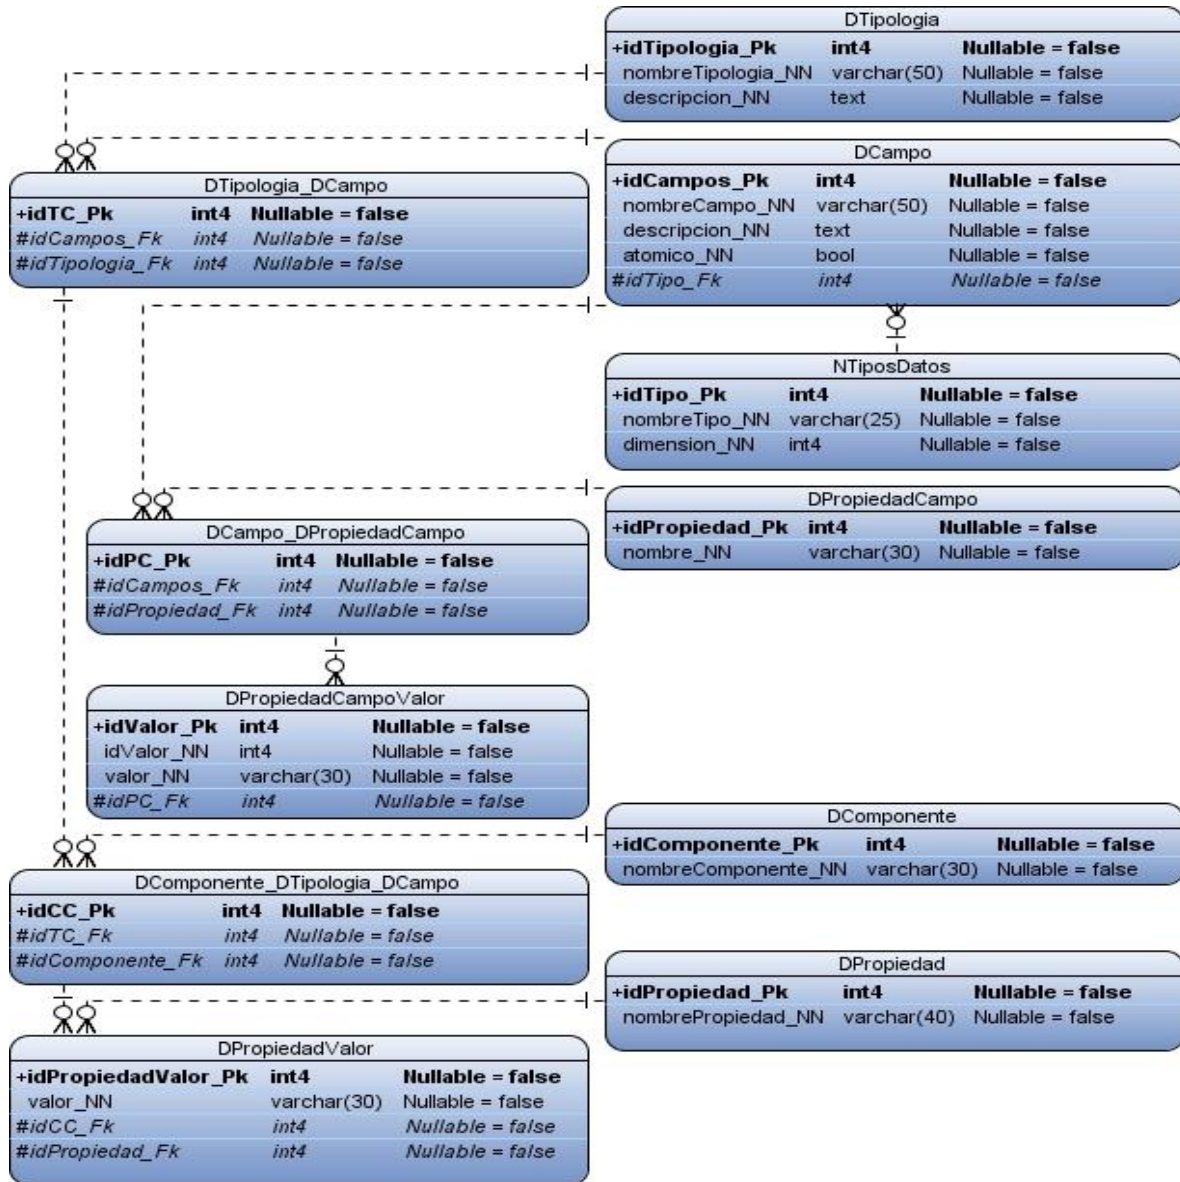 DTipologia
+idTipologia_Pk int4 Nullable = false
nombreTipologia_NN varchar(50) Nullable = false
descripcion_NN text Nullable = false
DCampo
+idCampos_Pk int4 Nullable = false
nombreCampo_NN varchar(50) Nullable = false
descripcion_NN text Nullable = false
atomico_NN bool Nullable = false
#idTipo_Fk int4 Nullable = false
DTipologia_DCampo
+idTC_Pk int4 Nullable = false
#idCampos_Fk int4 Nullable = false
#idTipologia_Fk int4 Nullable = false
NTiposDatos
+idTipo_Pk int4 Nullable = false
nombreTipo_NN varchar(25) Nullable = false
dimension_NN int4 Nullable = false
DPropiedadCampo
+idPropiedad_Pk int4 Nullable = false
nombre_NN varchar(30) Nullable = false
DCampo_DPropiedadCampo
+idPC_Pk int4 Nullable = false
#idCampos_Fk int4 Nullable = false
#idPropiedad_Fk int4 Nullable = false
DPropiedadCampoValor
+idValor_Pk int4 Nullable = false
idValor_NN int4 Nullable = false
valor_NN varchar(30) Nullable = false
#idPC_Fk int4 Nullable = false
DComponente
+idComponente_Pk int4 Nullable = false
nombreComponente_NN varchar(30) Nullable = false
DComponente_DTipologia_DCampo
+idCC_Pk int4 Nullable = false
#idTC_Fk int4 Nullable = false
#idComponente_Fk int4 Nullable = false
DPropiedad
+idPropiedad_Pk int4 Nullable = false
nombrePropiedad_NN varchar(40) Nullable = false
DPropiedadValor
+idPropiedadValor_Pk int4 Nullable = false
valor_NN varchar(30) Nullable = false
#idCC_Fk int4 Nullable = false
#idPropiedad_Fk int4 Nullable = false